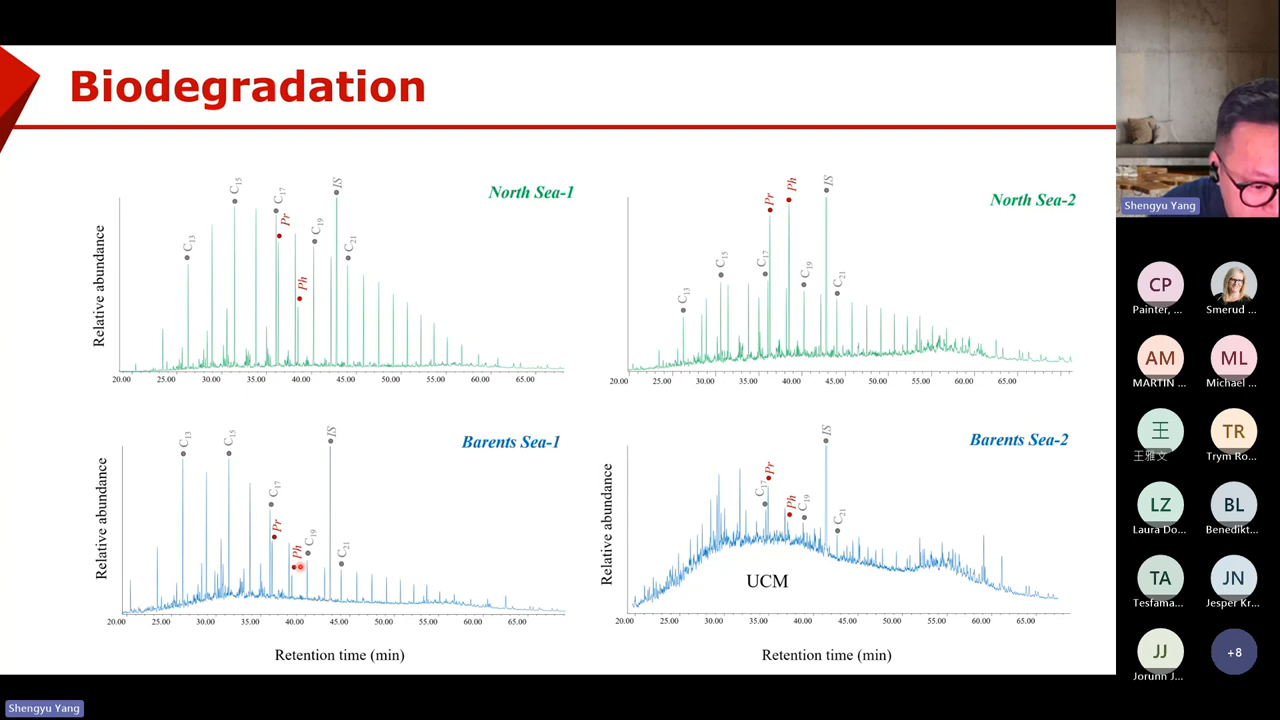 Biodegradation
North Sea-1
Relative abundance
C13
C15
C17
Pr
Ph
C19
IS
C21
20.00 25.00 30.00 35.00 40.00 45.00 50.00 55.00 60.00 65.00
North Sea-2
C13
C15
C17
Pr
Ph
C19
IS
C21
20.00 25.00 30.00 35.00 40.00 45.00 50.00 55.00 60.00 65.00
Barents Sea-1
Relative abundance
C13
C15
C17
Pr
Ph
C19
IS
C21
20.00 25.00 30.00 35.00 40.00 45.00 50.00 55.00 60.00 65.00
Retention time (min)
Barents Sea-2
Relative abundance
C17
Pr
Ph
C19
IS
C21
UCM
20.00 25.00 30.00 35.00 40.00 45.00 50.00 55.00 60.00 65.00
Retention time (min)
Shengyu Yang
CP
Painter, ...
Smerud ...
AM
MARTIN ...
ML
Michael ...
王
王雅文
TR
Trym Ro...
LZ
Laura Do...
BL
Benedikt...
TA
Tesfama...
JN
Jesper Kr...
JJ
Jorunn J...
+8
Shengyu Yang